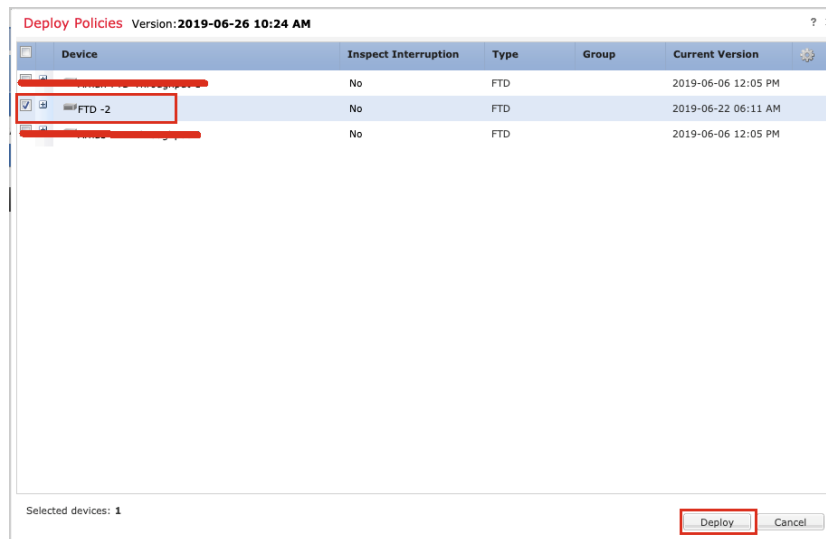 Deploy Policies Version:2019-06-26 10:24 AM ?
Device Inspect Interruption Type Group Current Version
No FTD 2019-06-06 12:05 PM
FTD -2 No FTD 2019-06-22 06:11 AM
No FTD 2019-06-06 12:05 PM
Selected devices: 1
Deploy Cancel